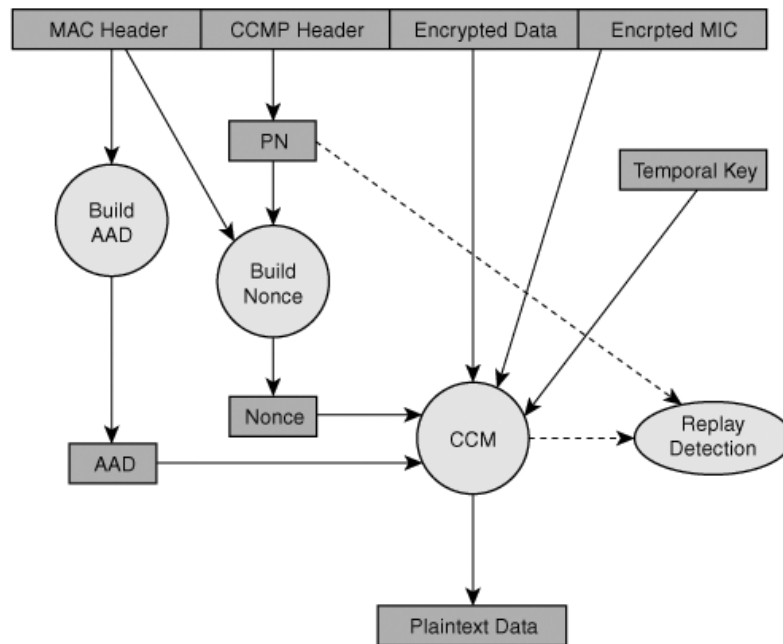 MAC Header
CCMP Header
Encrypted Data
Encrpted MIC
PN
Temporal Key
Build
AAD
Build
Nonce
Nonce
CCM
Replay
Detection
AAD
Plaintext Data